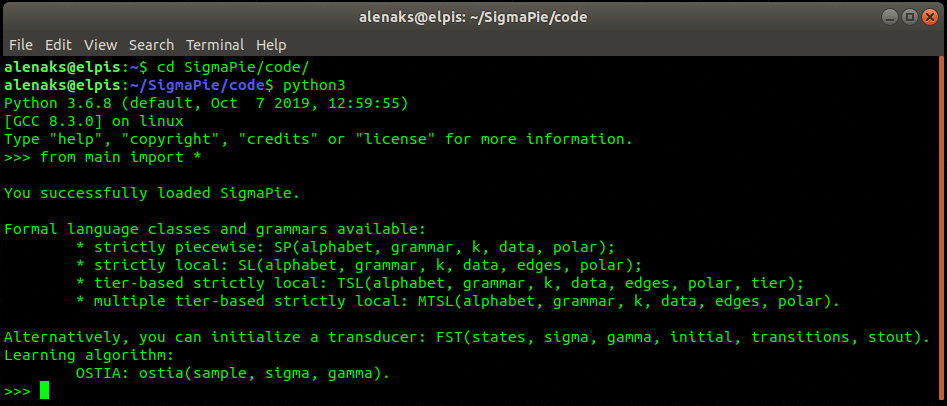 alenaks@elpis: ~/SigmaPie/code
File Edit View Search Terminal Help
alenaks@elpis:~$ cd SigmaPie/code/
alenaks@elpis:~/SigmaPie/code$ python3
Python 3.6.8 (default, Oct  7 2019, 12:59:55)
[GCC 8.3.0] on linux
Type "help", "copyright", "credits" or "license" for more information.
>>> from main import *
You successfully loaded SigmaPie.
Formal language classes and grammars available:
* strictly piecewise: SP(alphabet, grammar, k, data, polar);
* strictly local: SL(alphabet, grammar, k, data, edges, polar);
* tier-based strictly local: TSL(alphabet, grammar, k, data, edges, polar, tier);
* multiple tier-based strictly local: MTSL(alphabet, grammar, k, data, edges, polar).
Alternatively, you can initialize a transducer: FST(states, sigma, gamma, initial, transitions, stout).
Learning algorithm:
OSTIA: ostia(sample, sigma, gamma).
>>>